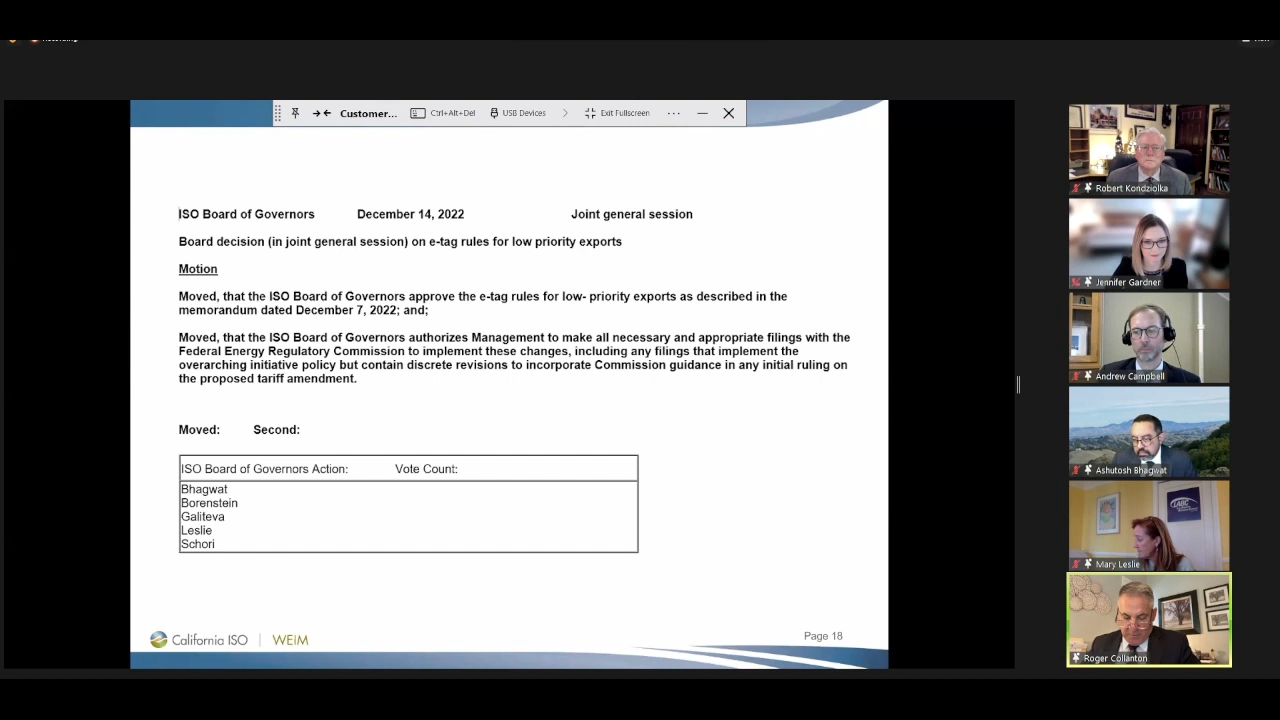 Customer... Ctrl+Alt+Del USB Devices Exit Fullscreen
ISO Board of Governors December 14, 2022 Joint general session
Board decision (in joint general session) on e-tag rules for low priority exports
Motion
Moved, that the ISO Board of Governors approve the e-tag rules for low- priority exports as described in the
memorandum dated December 7, 2022; and;
Moved, that the ISO Board of Governors authorizes Management to make all necessary and appropriate filings with the
Federal Energy Regulatory Commission to implement these changes, including any filings that implement the
overarching initiative policy but contain discrete revisions to incorporate Commission guidance in any initial ruling on
the proposed tariff amendment.
Moved: Second:
ISO Board of Governors Action: Vote Count:
Bhagwat
Borenstein
Galiteva
Leslie
Schori
California ISO | WEIM
Page 18
Robert Kondziolka
Jennifer Gardner
Andrew Campbell
Ashutosh Bhagwat
LABC
Mary Leslie
Roger Collanton